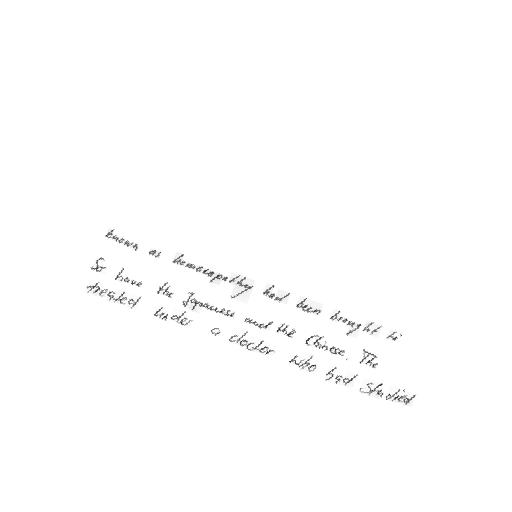 known as homoeopathy had been brought to
So have the Japanese and the Chinese. The
treated under a doctor who had studied